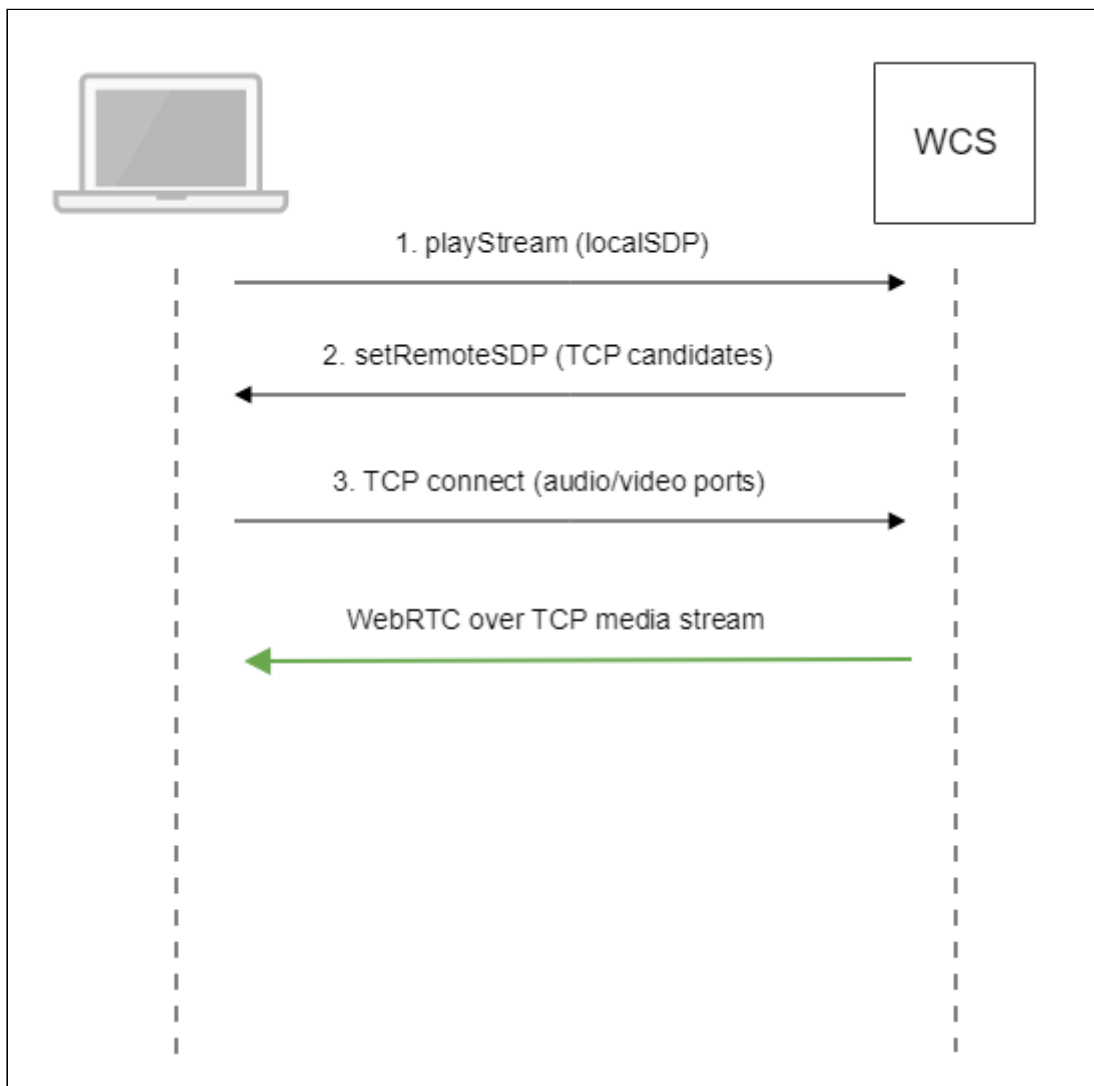 WCS
1. playStream (localSDP)
2. setRemoteSDP (TCP candidates)
3. TCP connect (audio/video ports)
WebRTC over TCP media stream